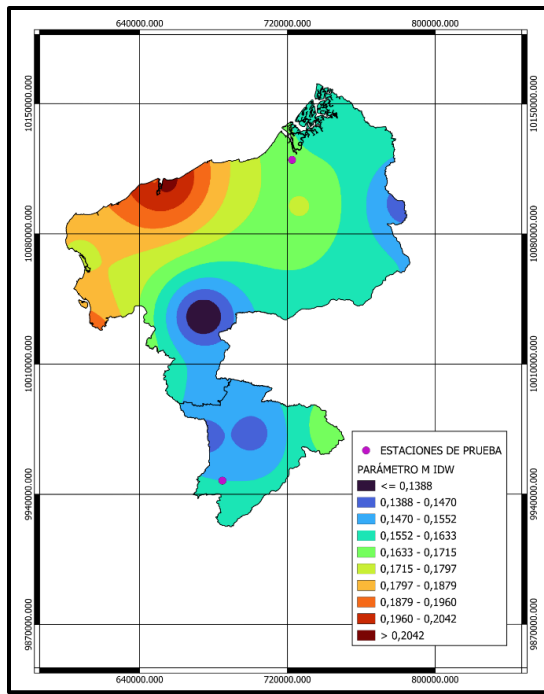 640000.000 720000.000 800000.000
10150000.000 10150000.000
10080000.000 10080000.000
10010000.000 10010000.000
9940000.000 9940000.000
9870000.000 9870000.000
ESTACIONES DE PRUEBA
PARÁMETRO M IDW
<= 0,1388
0,1388 - 0,1470
0,1470 - 0,1552
0,1552 - 0,1633
0,1633 - 0,1715
0,1715 - 0,1797
0,1797 - 0,1879
0,1879 - 0,1960
0,1960 - 0,2042
> 0,2042
640000.000 720000.000 800000.000